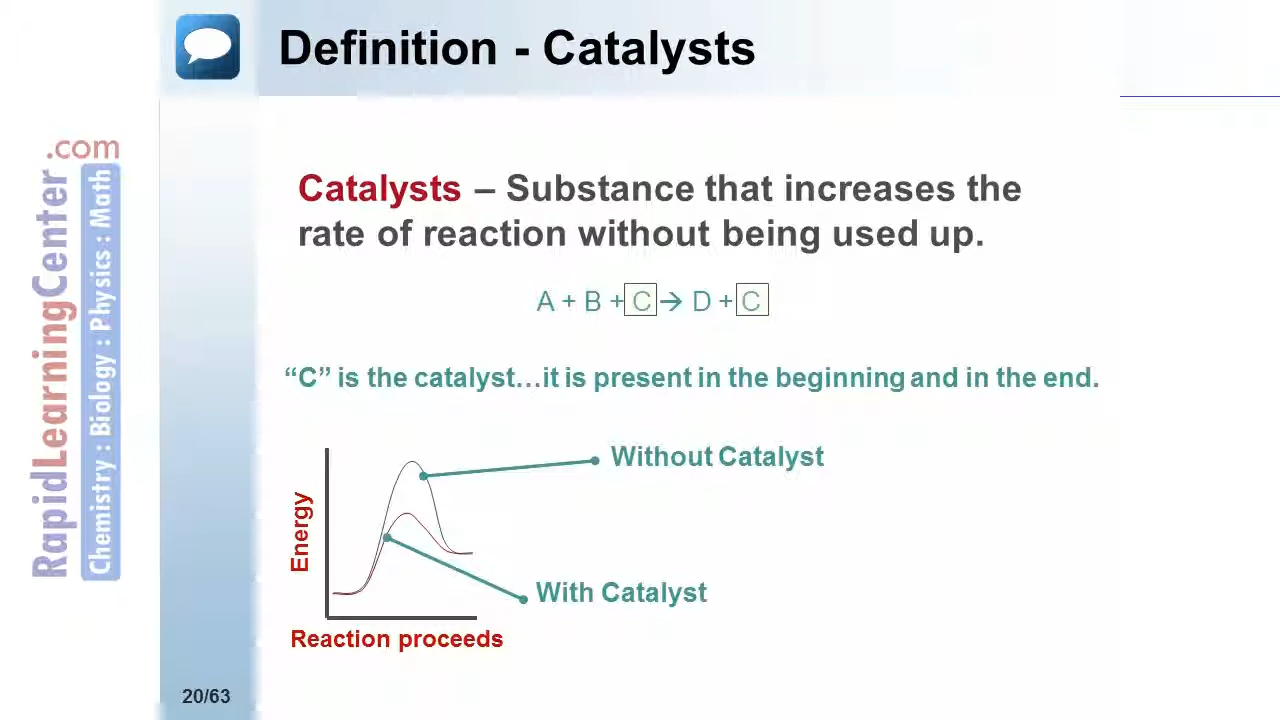 Definition - Catalysts
.com
RapidLearningCenter
Chemistry : Biology : Physics : Math
Catalysts – Substance that increases the
rate of reaction without being used up.
A + B + C → D + C
“C” is the catalyst…it is present in the beginning and in the end.
Without Catalyst
Energy
With Catalyst
Reaction proceeds
20/63